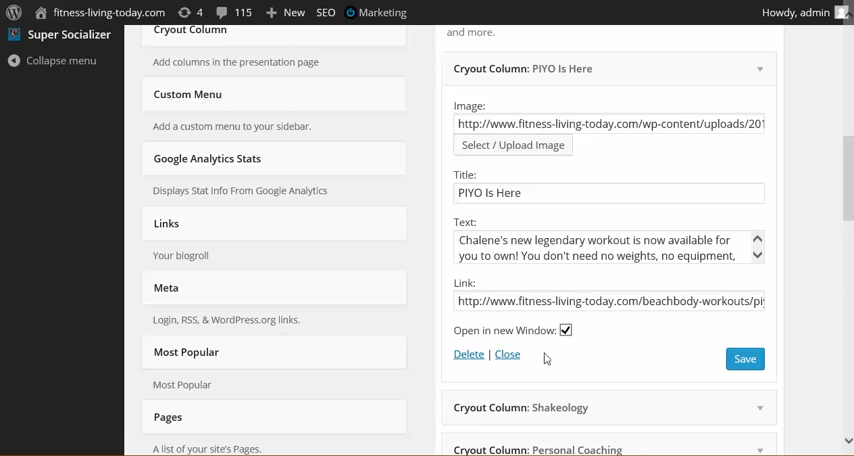 fitness-living-today.com 4 115 New SEO Marketing Howdy, admin
Super Socializer
Collapse menu
Cryout Column
Add columns in the presentation page
Custom Menu
Add a custom menu to your sidebar.
Google Analytics Stats
Displays Stat Info From Google Analytics
Links
Your blogroll
Meta
Login, RSS, & WordPress.org links.
Most Popular
Most Popular
Pages
A list of your site's Pages.
and more.
Cryout Column: PIYO Is Here
Image:
http://www.fitness-living-today.com/wp-content/uploads/201
Select / Upload Image
Title:
PIYO Is Here
Text:
Chalene's new legendary workout is now available for
you to own! You don't need no weights, no equipment,
Link:
http://www.fitness-living-today.com/beachbody-workouts/piy
Open in new Window:
Delete | Close
Save
Cryout Column: Shakeology
Cryout Column: Personal Coaching